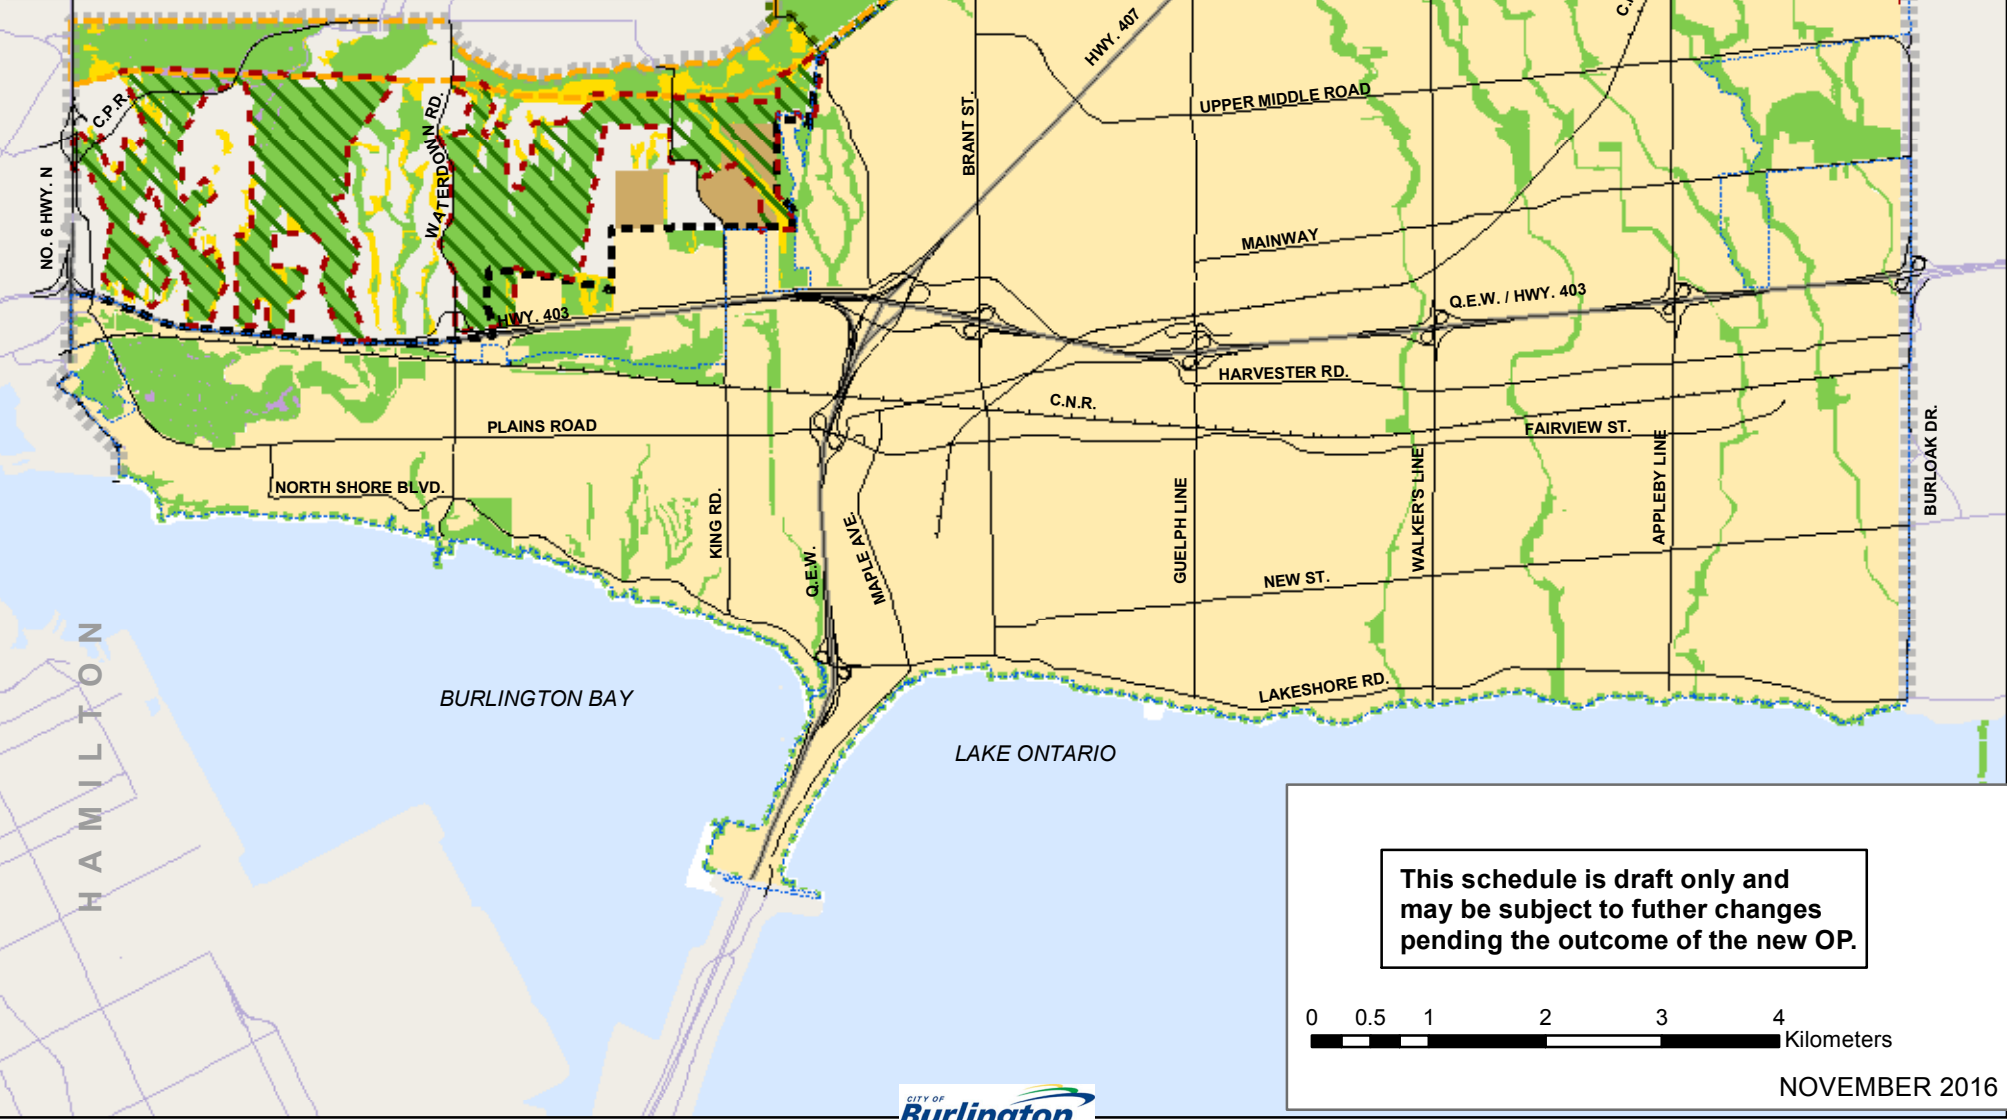 HWY. 407
C.
UPPER MIDDLE ROAD
BRANT ST.
C.P.R.
WATERDOWN RD.
NO. 6 HWY. N
MAINWAY
Q.E.W. / HWY. 403
HWY. 403
HARVESTER RD.
C.N.R.
PLAINS ROAD
FAIRVIEW ST.
BURLOAK DR.
APPLEBY LINE
WALKER'S LINE
GUELPH LINE
NORTH SHORE BLVD.
KING RD.
Q.E.W.
MAPLE AVE.
NEW ST.
LAKESHORE RD.
HAMILTON
BURLINGTON BAY
LAKE ONTARIO
This schedule is draft only and
may be subject to futher changes
pending the outcome of the new OP.
0 0.5 1 2 3 4
Kilometers
NOVEMBER 2016
CITY OF
Burlington